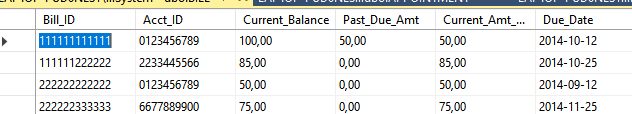 Bill_ID Acct_ID Current_Balance Past_Due_Amt Current_Amt_... Due_Date
111111111111 0123456789 100,00 50,00 50,00 2014-10-12
111111222222 2233445566 85,00 0,00 85,00 2014-10-25
222222222222 0123456789 50,00 0,00 50,00 2014-09-12
222222333333 6677889900 75,00 0,00 75,00 2014-11-25